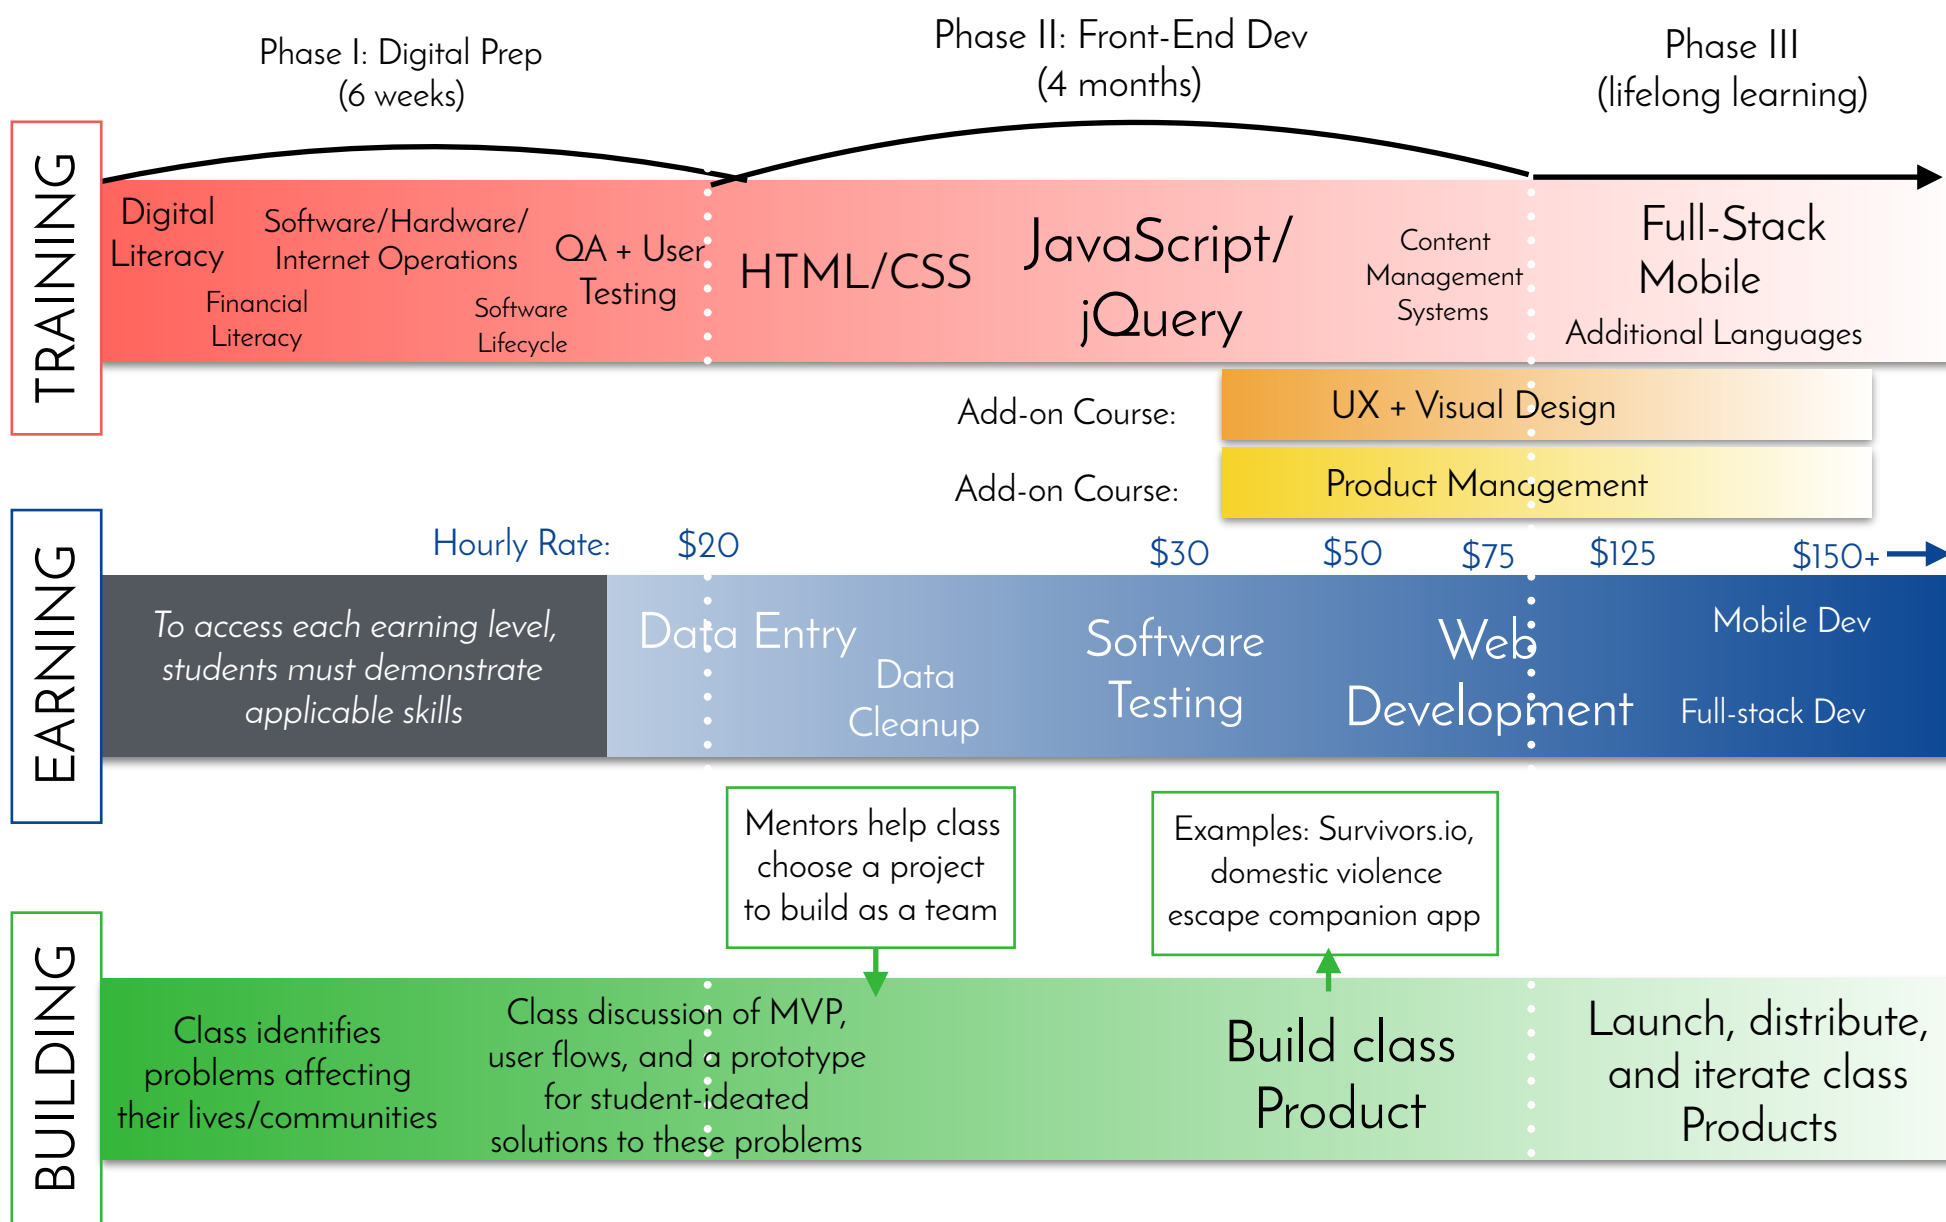 Phase I: Digital Prep
(6 weeks)
Phase II: Front-End Dev
(4 months)
Phase III
(lifelong learning)
TRAINING
Digital
Literacy
Software/Hardware/
Internet Operations
Financial
Literacy
Software
Lifecycle
QA + User
Testing
HTML/CSS
JavaScript/
jQuery
Content
Management
Systems
Full-Stack
Mobile
Additional Languages
Add-on Course:
UX + Visual Design
Add-on Course:
Product Management
EARNING
Hourly Rate:
$20
$30
$50
$75
$125
$150+
To access each earning level,
students must demonstrate
applicable skills
Data Entry
Data
Cleanup
Software
Testing
Web
Development
Mobile Dev
Full-stack Dev
Mentors help class
choose a project
to build as a team
Examples: Survivors.io,
domestic violence
escape companion app
BUILDING
Class identifies
problems affecting
their lives/communities
Class discussion of MVP,
user flows, and a prototype
for student-ideated
solutions to these problems
Build class
Product
Launch, distribute,
and iterate class
Products